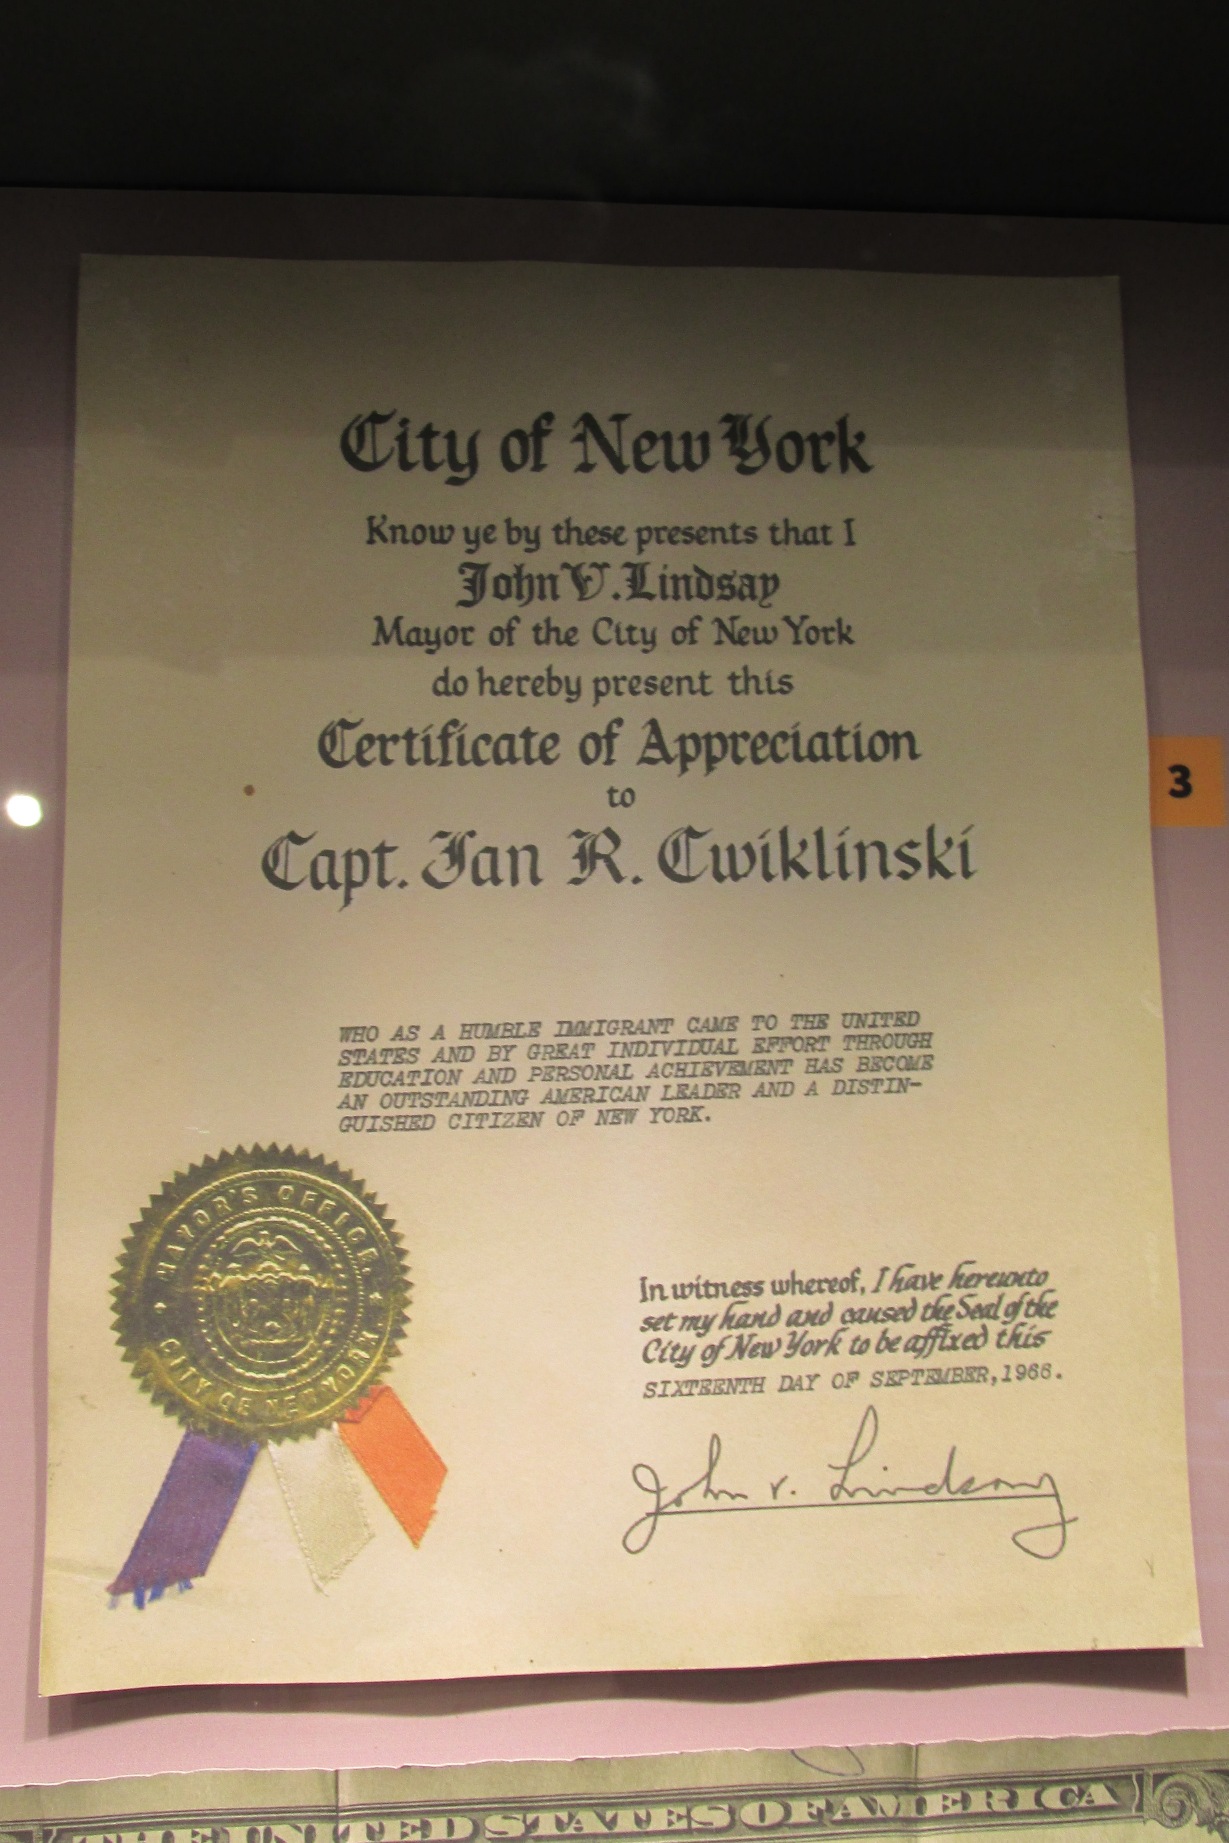 City of New York
Know ye by these presents that I
John V. Lindsay
Mayor of the City of New York
do hereby present this
Certificate of Appreciation
to
Capt. Jan R. Cwiklinski
3
WHO AS A HUMBLE IMMIGRANT CAME TO THE UNITED
STATES AND BY GREAT INDIVIDUAL EFFORT THROUGH
EDUCATION AND PERSONAL ACHIEVEMENT HAS BECOME
AN OUTSTANDING AMERICAN LEADER AND A DISTIN-
GUISHED CITIZEN OF NEW YORK.
MAYOR'S OFFICE
CITY OF NEW YORK
In witness whereof, I have hereunto
set my hand and caused the Seal of the
City of New York to be affixed this
SIXTEENTH DAY OF SEPTEMBER, 1966.
John V. Lindsay
THE UNITED STATES OF AMERICA